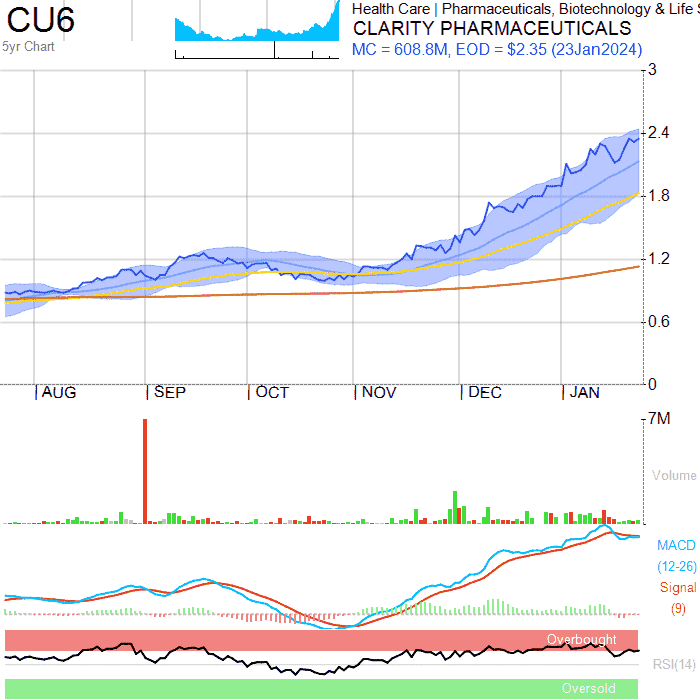 CU6
5yr Chart
Health Care | Pharmaceuticals, Biotechnology & Life S
CLARITY PHARMACEUTICALS
MC = 608.8M, EOD = $2.35 (23Jan2024)
3
2.4
1.8
1.2
0.6
0
AUG SEP OCT NOV DEC JAN
7M
Volume
MACD
(12-26)
Signal
(9)
Overbought
RSI(14)
Oversold